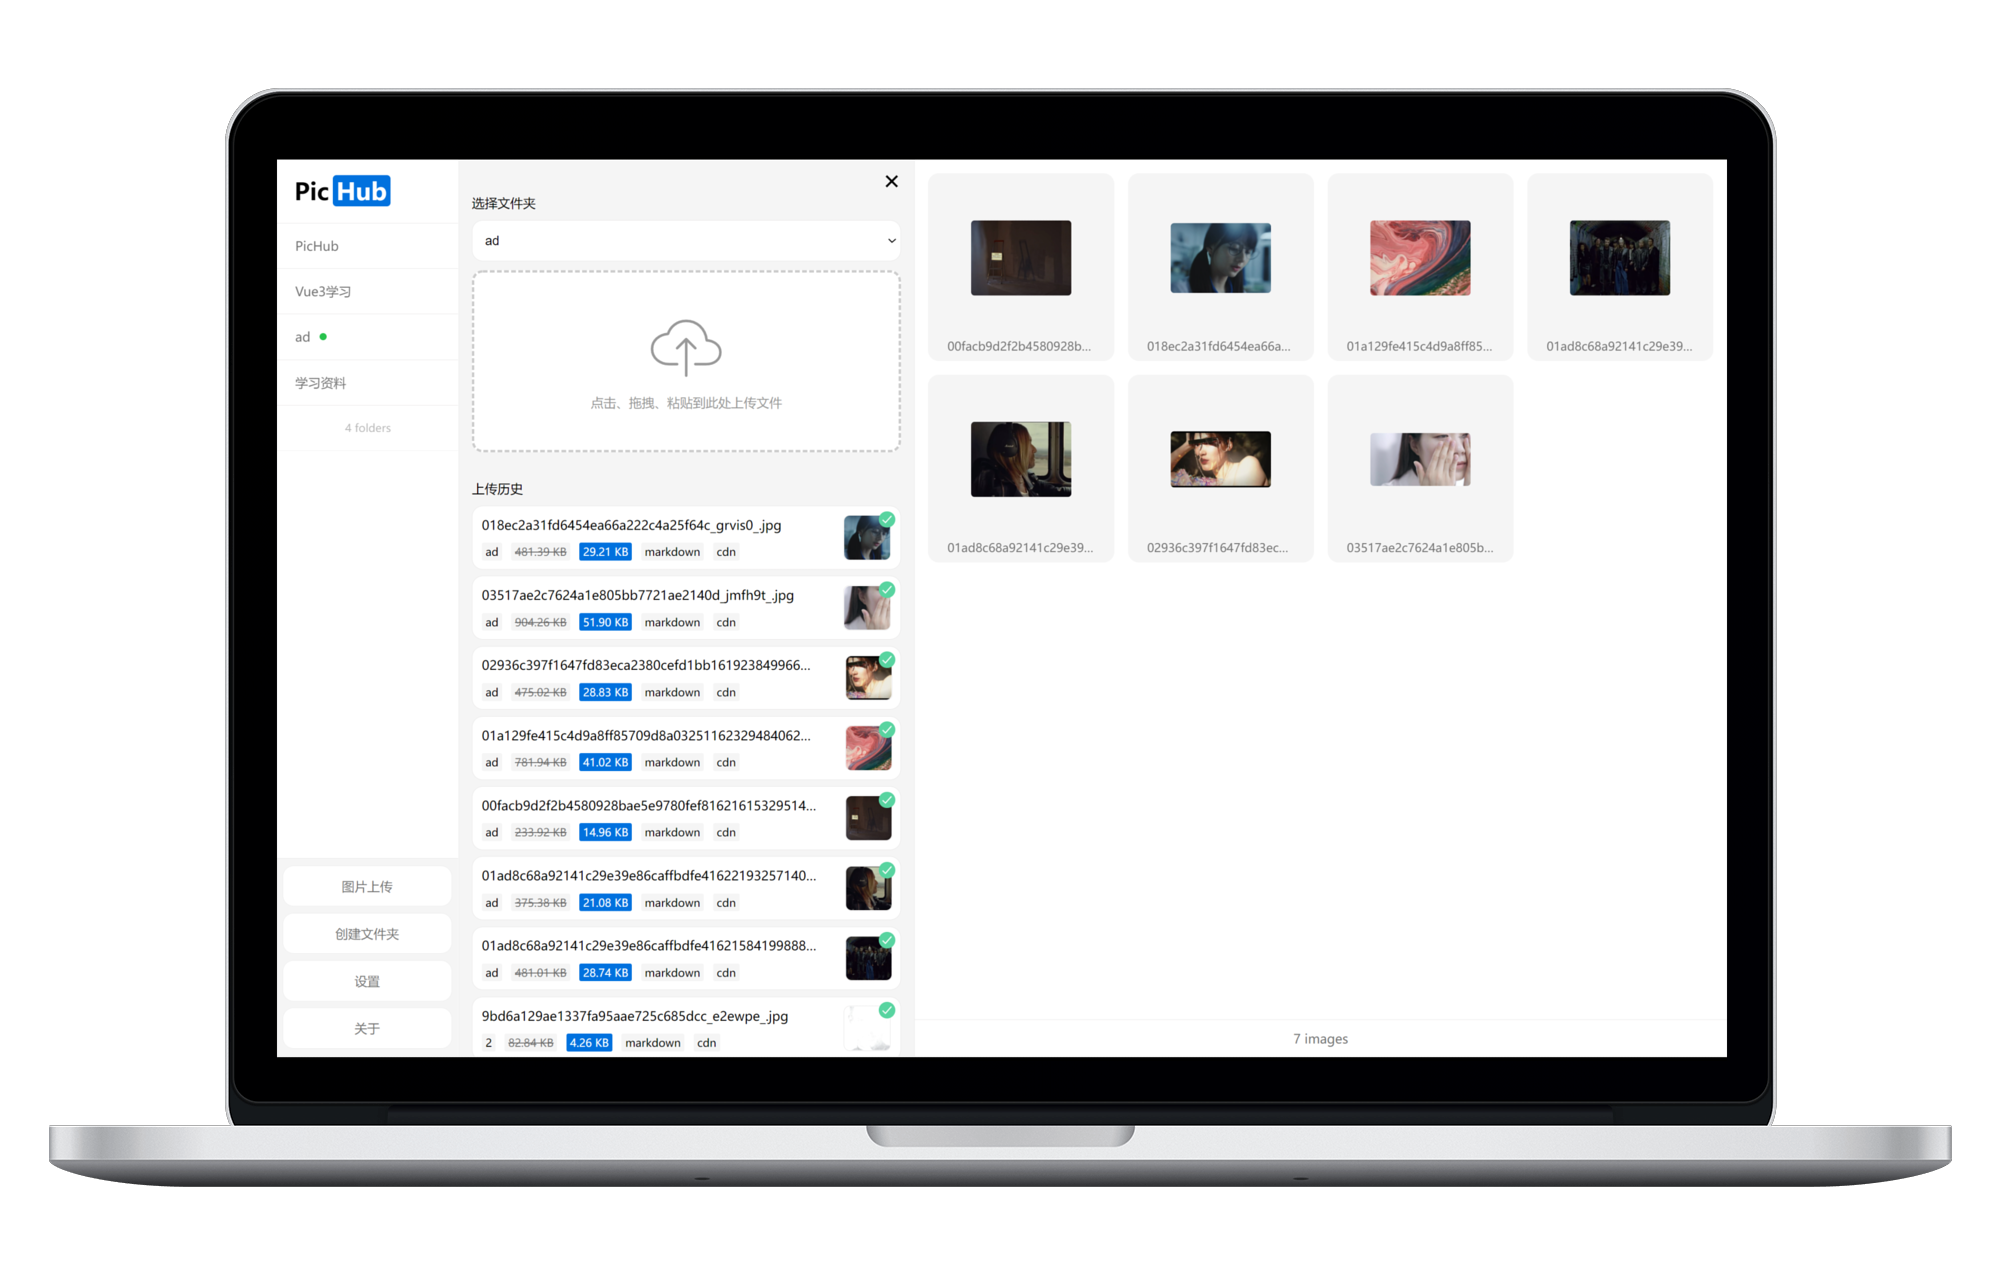 PicHub
PicHub
Vue3学习
ad
学习资料
4 folders
图片上传
创建文件夹
设置
关于
选择文件夹
ad
点击、拖拽、粘贴到此处上传文件
上传历史
018ec2a31fd6454ea66a222c4a25f64c_grvis0_.jpg
ad 481.39 KB 29.21 KB markdown cdn
03517ae2c7624a1e805bb7721ae2140d_jmfh9t_.jpg
ad 904.26 KB 51.90 KB markdown cdn
02936c397f1647fd83eca2380cefd1bb161923849966...
ad 475.02 KB 28.83 KB markdown cdn
01a129fe415c4d9a8ff85709d8a03251162329484062...
ad 781.94 KB 41.02 KB markdown cdn
00facb9d2f2b4580928bae5e9780fef81621615329514...
ad 233.92 KB 14.96 KB markdown cdn
01ad8c68a92141c29e39e86caffbdfe41622193257140...
ad 375.38 KB 21.08 KB markdown cdn
01ad8c68a92141c29e39e86caffbdfe41621584199888...
ad 481.01 KB 28.74 KB markdown cdn
9bd6a129ae1337fa95aae725c685dcc_e2ewpe_.jpg
2 82.84 KB 4.26 KB markdown cdn
00facb9d2f2b4580928b...
018ec2a31fd6454ea66a...
01a129fe415c4d9a8ff85...
01ad8c68a92141c29e39...
01ad8c68a92141c29e39...
02936c397f1647fd83ec...
03517ae2c7624a1e805b...
7 images